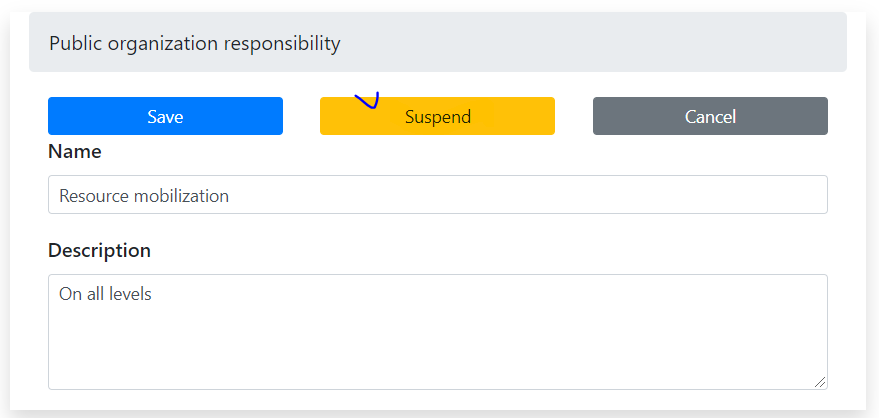 Public organization responsibility
Save Suspend Cancel
Name
Resource mobilization
Description
On all levels